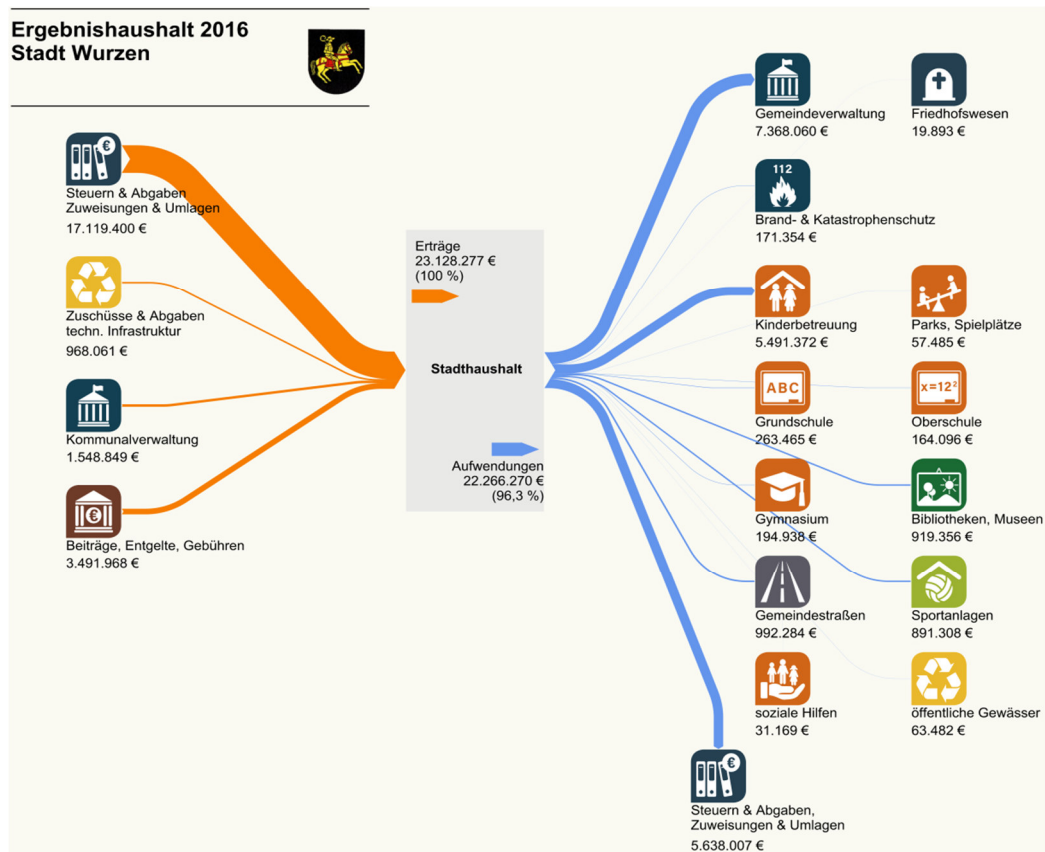 Ergebnishaushalt 2016
Stadt Wurzen
Steuern & Abgaben
Zuweisungen & Umlagen
17.119.400 €
Zuschüsse & Abgaben
techn. Infrastruktur
968.061 €
Kommunalverwaltung
1.548.849 €
Beiträge, Entgelte, Gebühren
3.491.968 €
Erträge
23.128.277 €
(100 %)
Stadthaushalt
Aufwendungen
22.266.270 €
(96,3 %)
Gemeindeverwaltung
7.368.060 €
Friedhofswesen
19.893 €
112
Brand- & Katastrophenschutz
171.354 €
Kinderbetreuung
5.491.372 €
Parks, Spielplätze
57.485 €
ABC
Grundschule
263.465 €
x=12²
Oberschule
164.096 €
Gymnasium
194.938 €
Bibliotheken, Museen
919.356 €
Gemeindestraßen
992.284 €
Sportanlagen
891.308 €
soziale Hilfen
31.169 €
öffentliche Gewässer
63.482 €
€
Steuern & Abgaben,
Zuweisungen & Umlagen
5.638.007 €